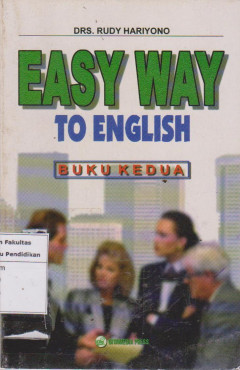 DRS. RUDY HARIYONO
EASY WAY
TO ENGLISH
BUKU KEDUA
Fakultas
Pendidikan